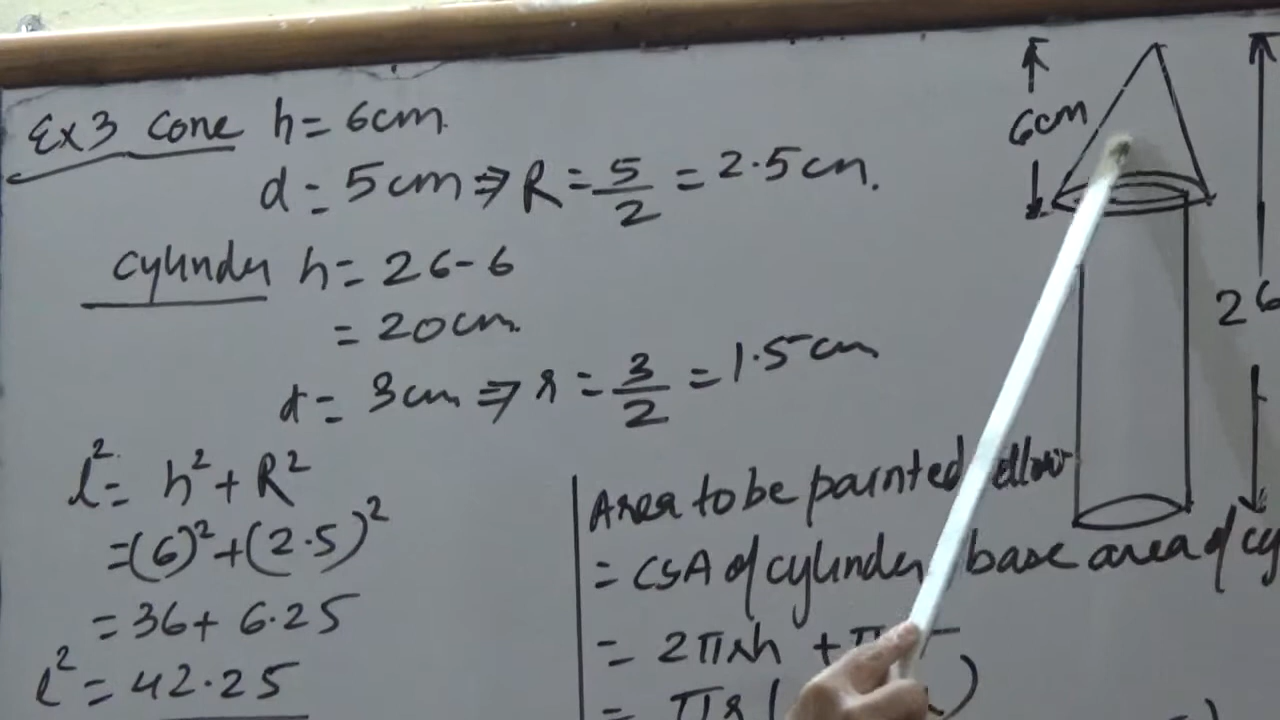 Ex3 Cone h = 6cm.
d = 5cm ⇒ R = 5/2 = 2.5cm.
Cylinder h = 26-6
= 20cm.
d = 3cm ⇒ r = 3/2 = 1.5cm
l² = h² + R²
= (6)² + (2.5)²
= 36 + 6.25
l² = 42.25
Area to be painted
= CSA of cylinder base area of cy
= 2πrh +
= πr(
6cm
26